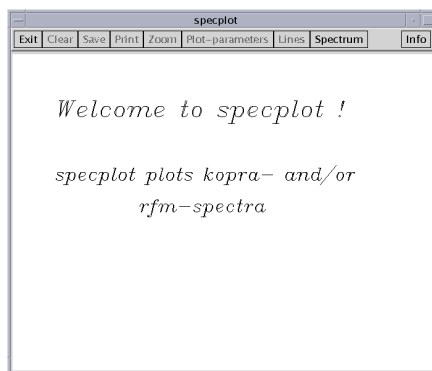 specplot
Exit Clear Save Print Zoom Plot-parameters Lines Spectrum Info
Welcome to specplot !
specplot plots kopra- and/or
rfm-spectra